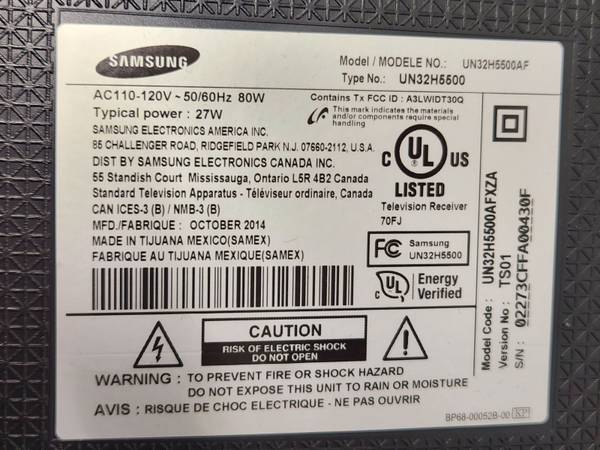 SAMSUNG
Model / MODELE NO.: UN32H5500AF
Type No.: UN32H5500
AC110-120V ~ 50/60Hz 80W
Typical power : 27W
SAMSUNG ELECTRONICS AMERICA INC.
85 CHALLENGER ROAD, RIDGEFIELD PARK N.J. 07660-2112, U.S.A.
DIST BY SAMSUNG ELECTRONICS CANADA INC.
55 Standish Court Mississauga, Ontario L5R 4B2 Canada
Standard Television Apparatus - Téléviseur ordinaire, Canada
CAN ICES-3 (B) / NMB-3 (B)
MFD./FABRIQUE : OCTOBER 2014
MADE IN TIJUANA MEXICO(SAMEX)
FABRIQUE AU TIJUANA MEXIQUE(SAMEX)
Contains Tx FCC ID : A3LWIDT30Q
This mark indicates the materials
and/or components require special
handling
C UL US
LISTED
Television Receiver
70FJ
FC Samsung
UN32H5500
C UL Energy
Verified
CAUTION
RISK OF ELECTRIC SHOCK
DO NOT OPEN
WARNING : TO PREVENT FIRE OR SHOCK HAZARD
DO NOT EXPOSE THIS UNIT TO RAIN OR MOISTURE
AVIS : RISQUE DE CHOC ELECTRIQUE - NE PAS OUVRIR
BP68-00052B-00 KP
Model Code : UN32H5500AFXZA
Version No : TS01
S/N : 02273CFFA00430F